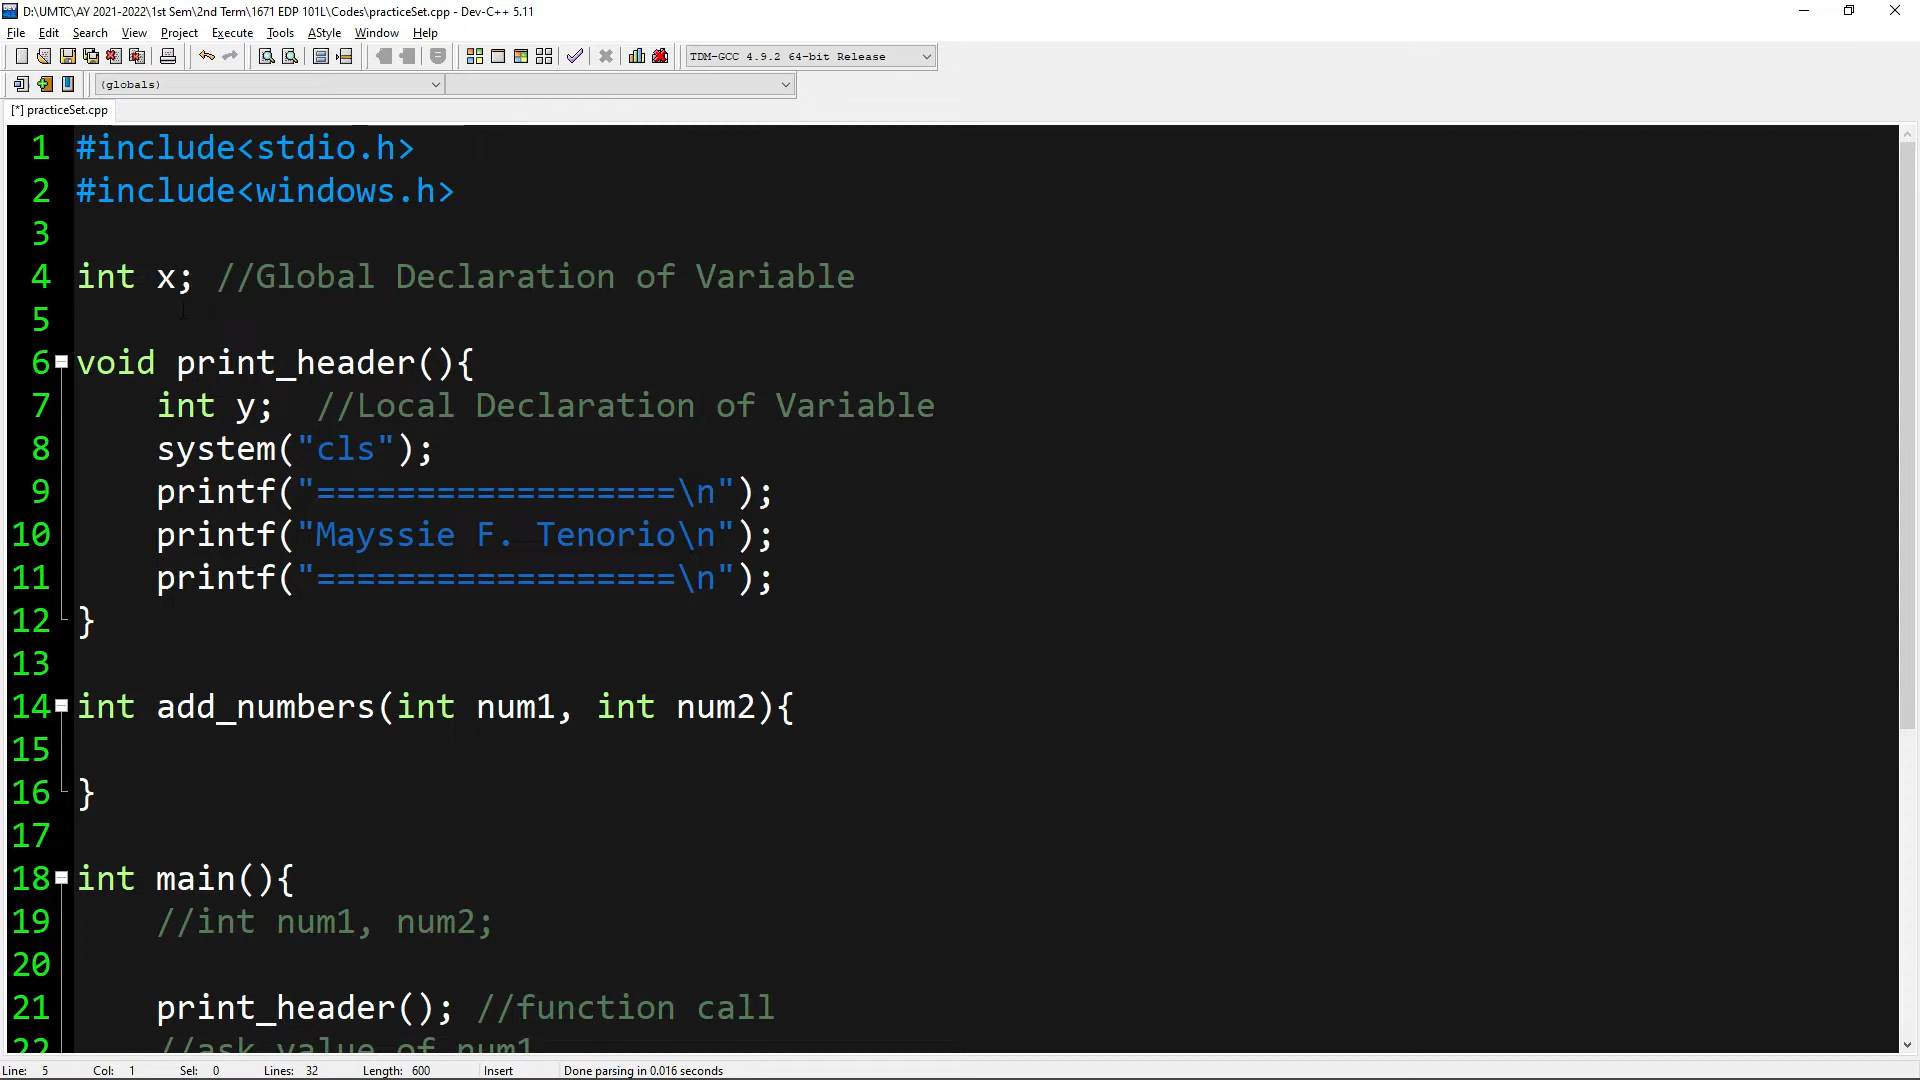 D:\UMTC\AY 2021-2022\1st Sem\2nd Term\1671 EDP 101L\Codes\practiceSet.cpp - Dev-C++ 5.11
File Edit Search View Project Execute Tools AStyle Window Help
TDM-GCC 4.9.2 64-bit Release
(globals)
[*] practiceSet.cpp
1 #include<stdio.h>
2 #include<windows.h>
3
4 int x; //Global Declaration of Variable
5
6 void print_header(){
7 int y; //Local Declaration of Variable
8 system("cls");
9 printf("==================\n");
10 printf("Mayssie F. Tenorio\n");
11 printf("==================\n");
12 }
13
14 int add_numbers(int num1, int num2){
15
16 }
17
18 int main(){
19 //int num1, num2;
20
21 print_header(); //function call
22 //ask value of num1
Line: 5 Col: 1 Sel: 0 Lines: 32 Length: 600 Insert Done parsing in 0.016 seconds